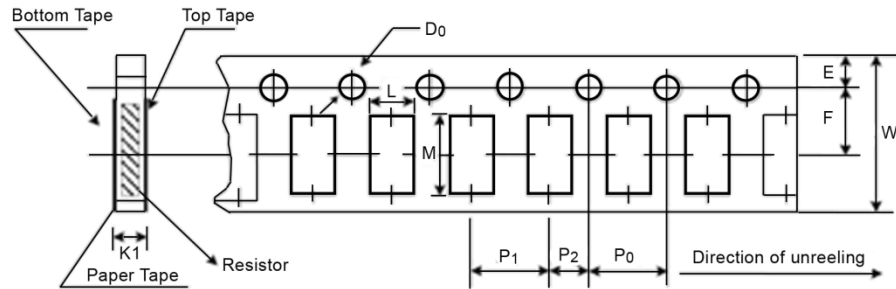 Bottom Tape
Top Tape
D0
E
L
F
W
M
K1
P1
P2
P0
Direction of unreeling
Resistor
Paper Tape